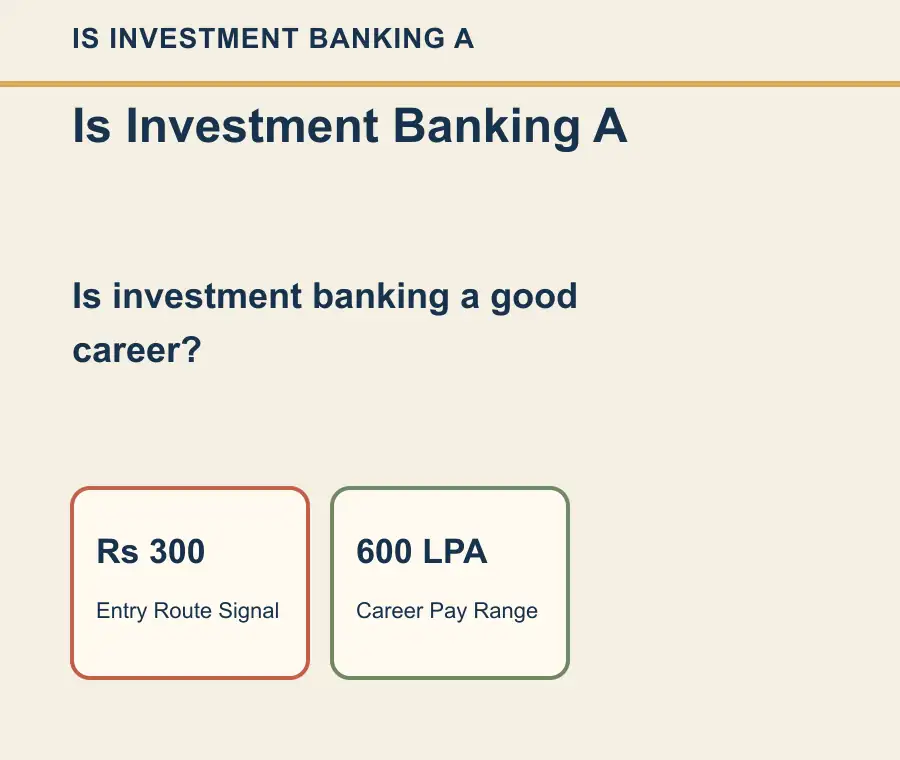 IS INVESTMENT BANKING A
Is Investment Banking A
Is investment banking a good
career?
Rs 300
Entry Route Signal
600 LPA
Career Pay Range